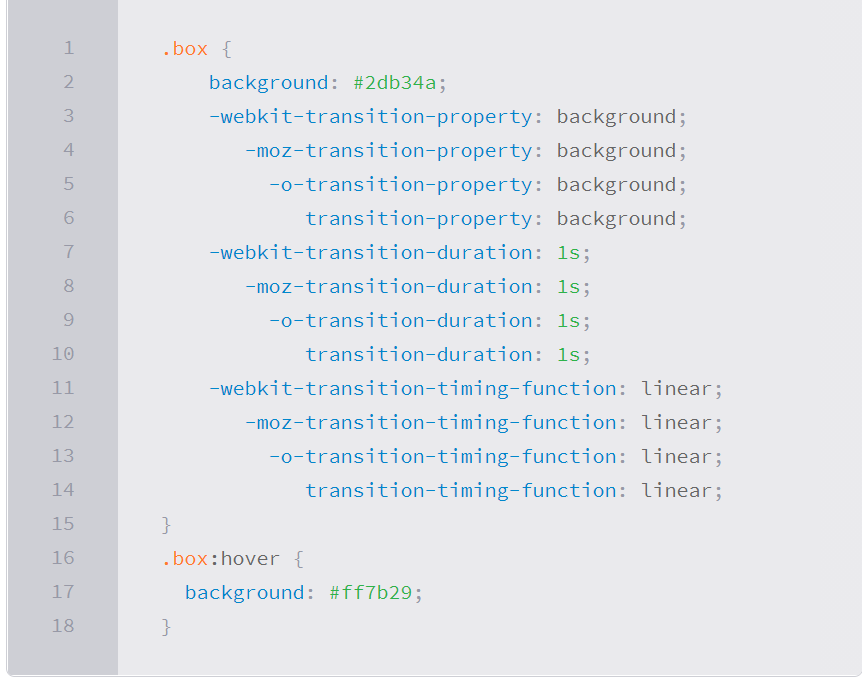 1 .box {
2 background: #2db34a;
3 -webkit-transition-property: background;
4 -moz-transition-property: background;
5 -o-transition-property: background;
6 transition-property: background;
7 -webkit-transition-duration: 1s;
8 -moz-transition-duration: 1s;
9 -o-transition-duration: 1s;
10 transition-duration: 1s;
11 -webkit-transition-timing-function: linear;
12 -moz-transition-timing-function: linear;
13 -o-transition-timing-function: linear;
14 transition-timing-function: linear;
15 }
16 .box:hover {
17 background: #ff7b29;
18 }